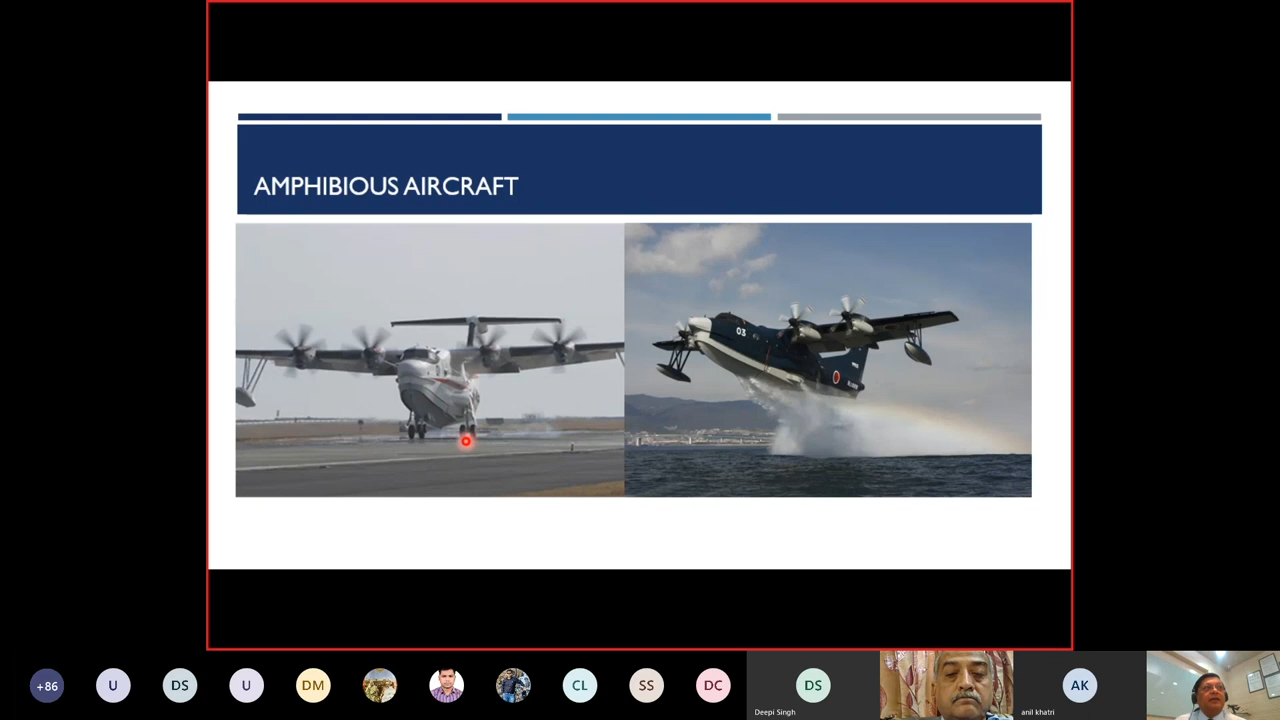 AMPHIBIOUS AIRCRAFT
03
+86
U
DS
U
DM
CL
SS
DC
DS
AK
Deepi Singh
anil khatri